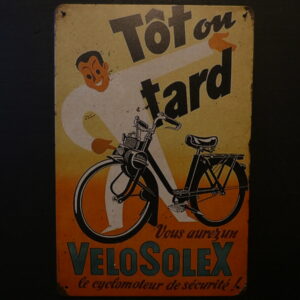 Tôt ou
tard
Vous aurez un
VELOSOLEX
le cyclomoteur de sécurité !